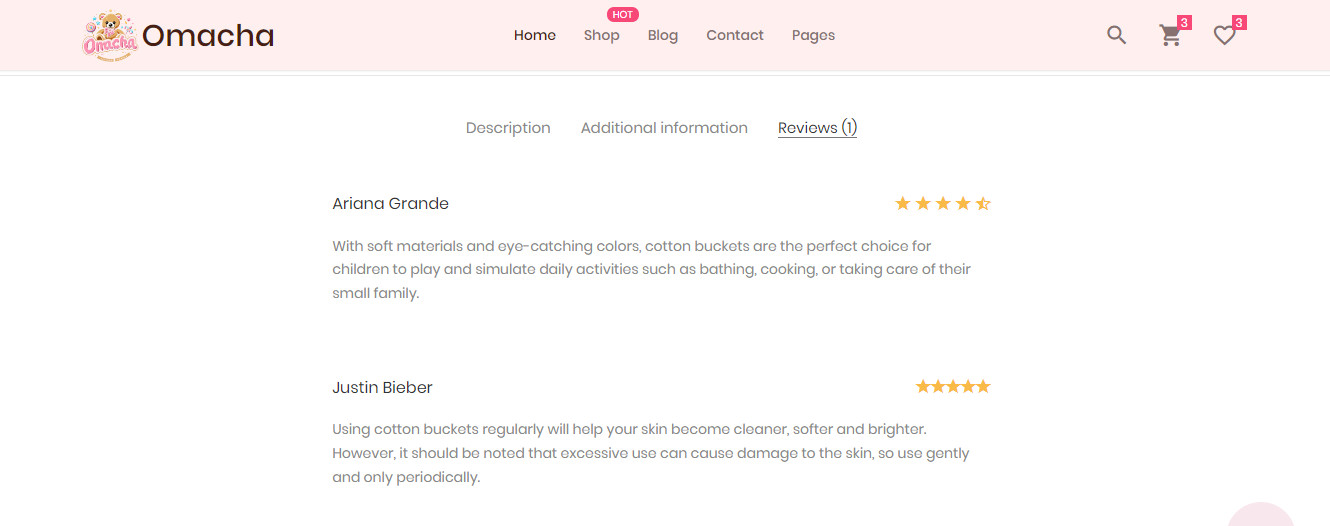 Omacha
Omacha
HOT
Home Shop Blog Contact Pages
3
3
Description Additional information Reviews (1)
Ariana Grande
With soft materials and eye-catching colors, cotton buckets are the perfect choice for
children to play and simulate daily activities such as bathing, cooking, or taking care of their
small family.
Justin Bieber
Using cotton buckets regularly will help your skin become cleaner, softer and brighter.
However, it should be noted that excessive use can cause damage to the skin, so use gently
and only periodically.